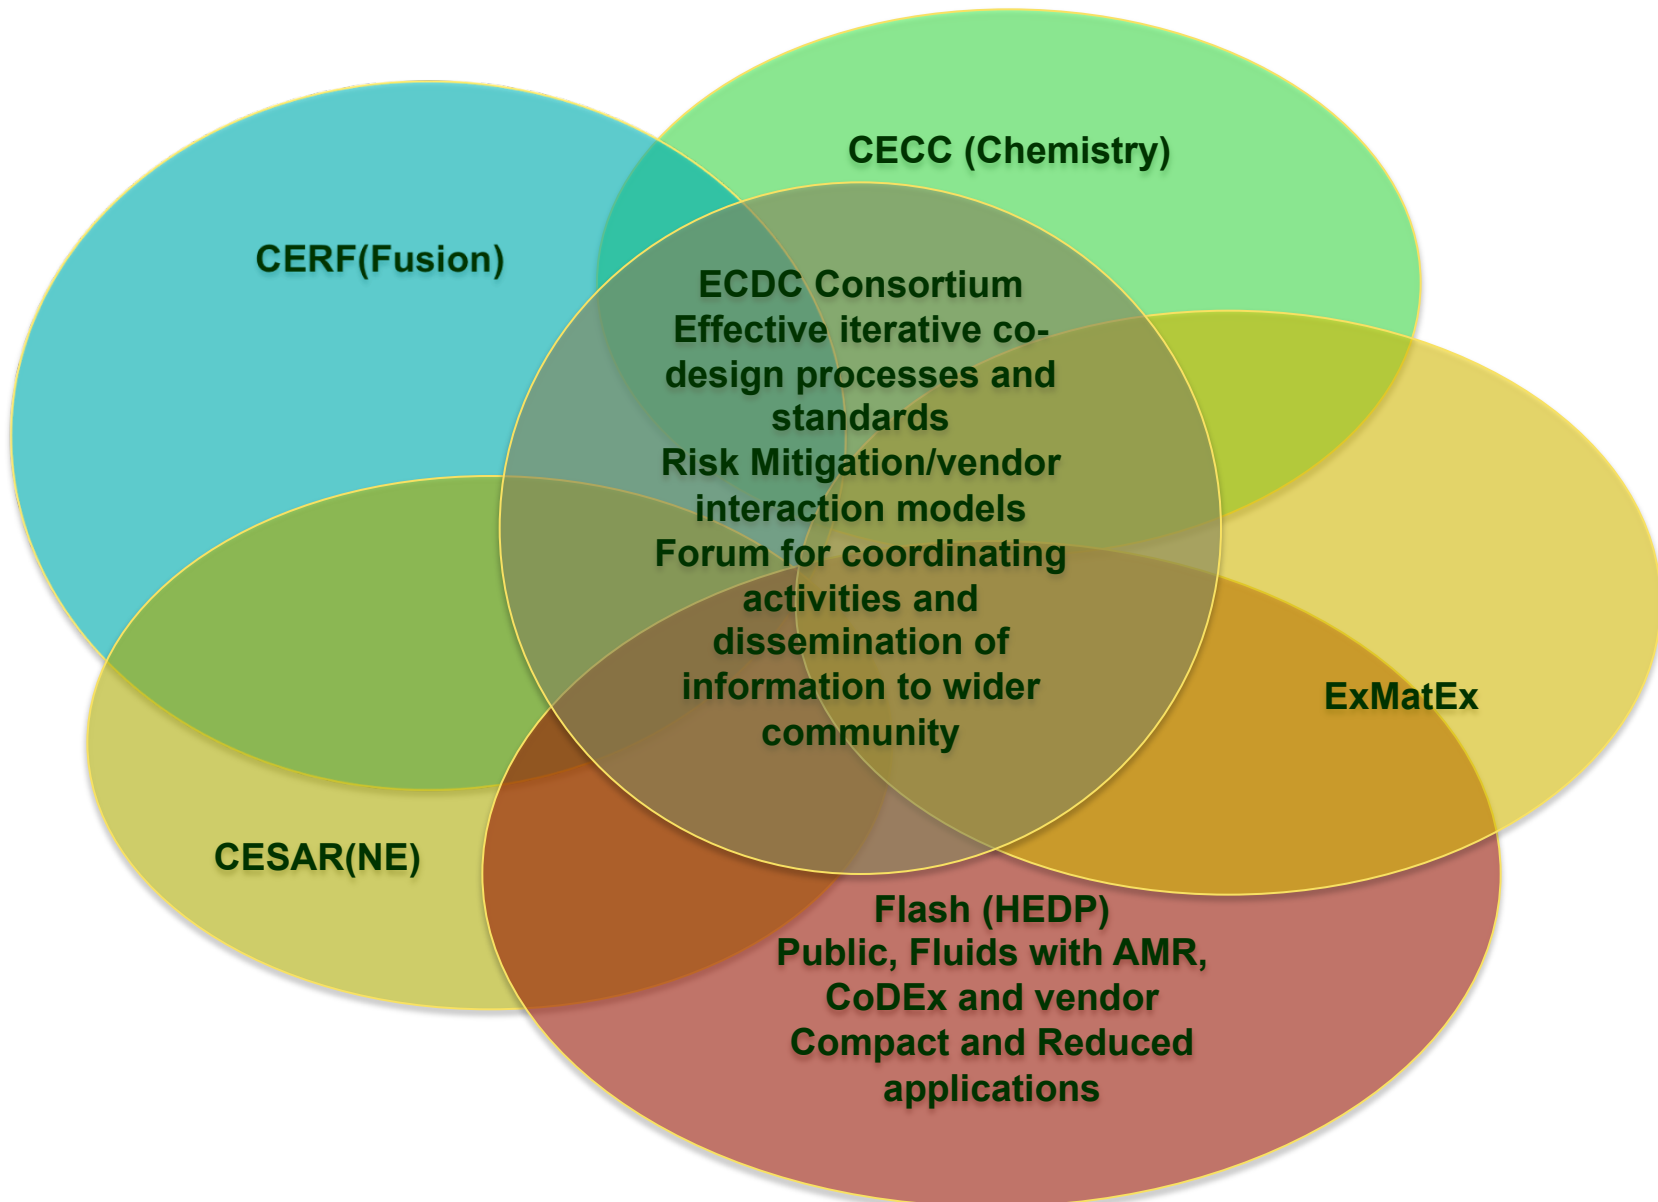 CECC (Chemistry)
CERF(Fusion)
ECDC Consortium
Effective iterative co-
design processes and
standards
Risk Mitigation/vendor
interaction models
Forum for coordinating
activities and
dissemination of
information to wider
community
ExMatEx
CESAR(NE)
Flash (HEDP)
Public, Fluids with AMR,
CoDEx and vendor
Compact and Reduced
applications